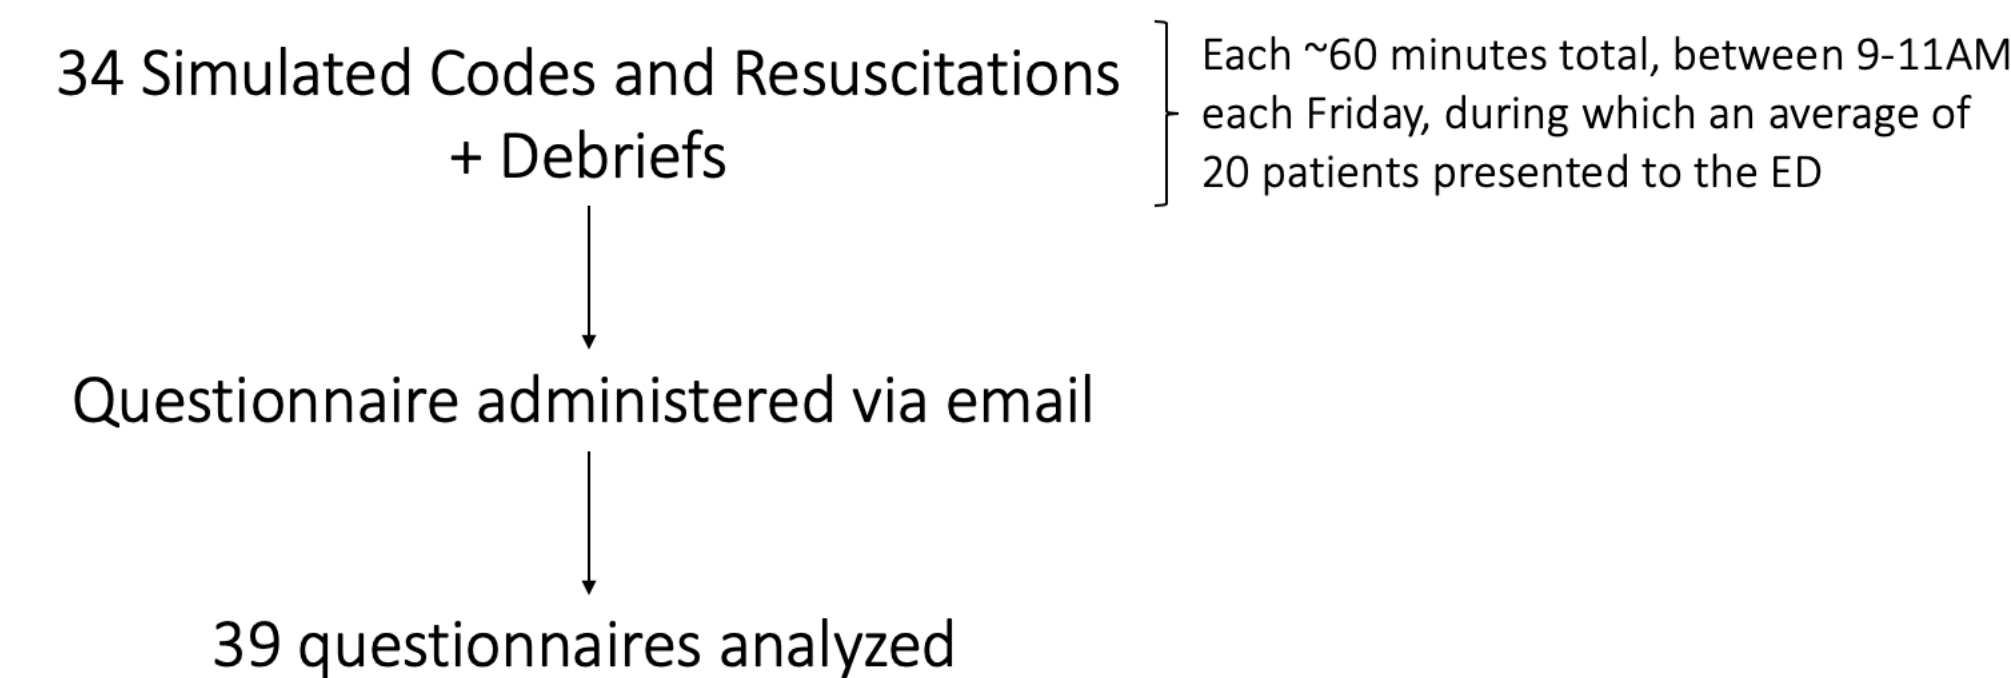 34 Simulated Codes and Resuscitations
+ Debriefs
Each ~60 minutes total, between 9-11AM
each Friday, during which an average of
20 patients presented to the ED
Questionnaire administered via email
39 questionnaires analyzed